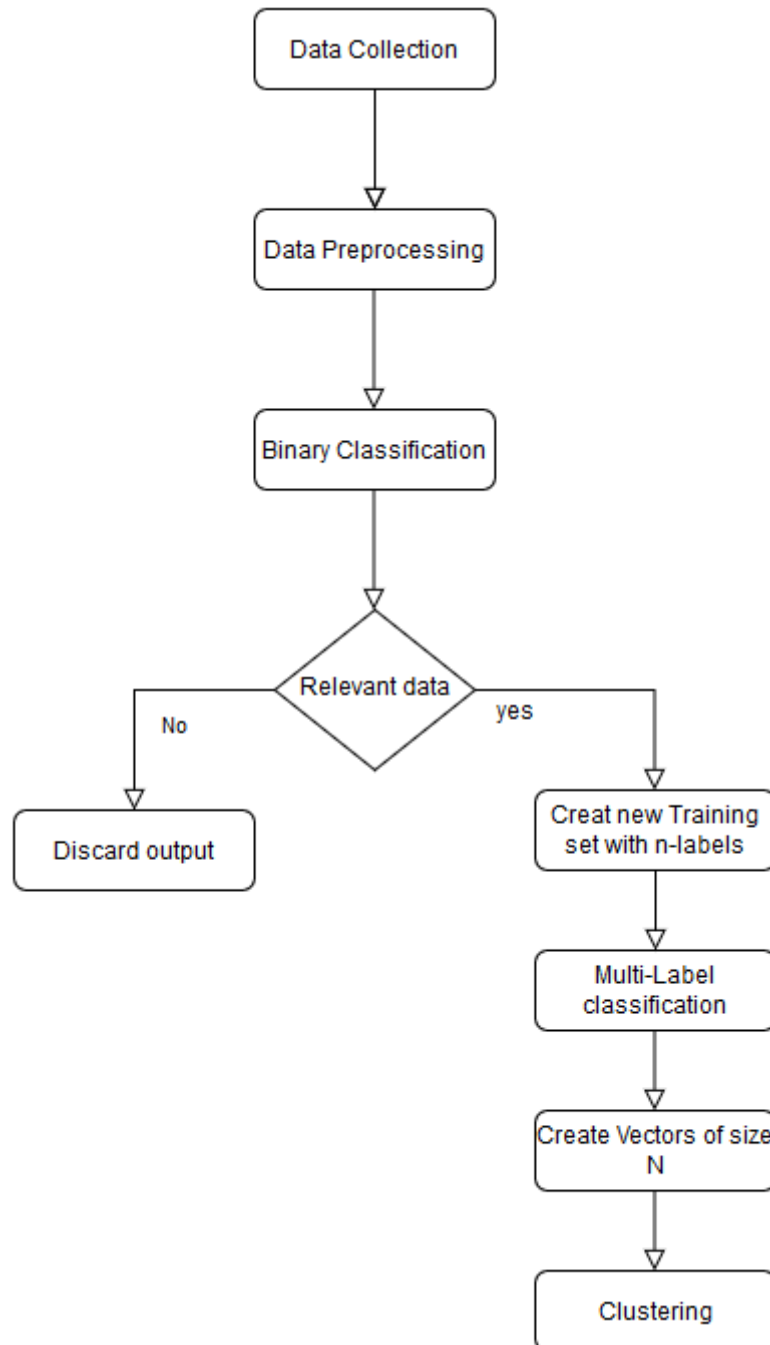 Data Collection
Data Preprocessing
Binary Classification
Relevant data
No
yes
Discard output
Creat new Training
set with n-labels
Multi-Label
classification
Create Vectors of size
N
Clustering